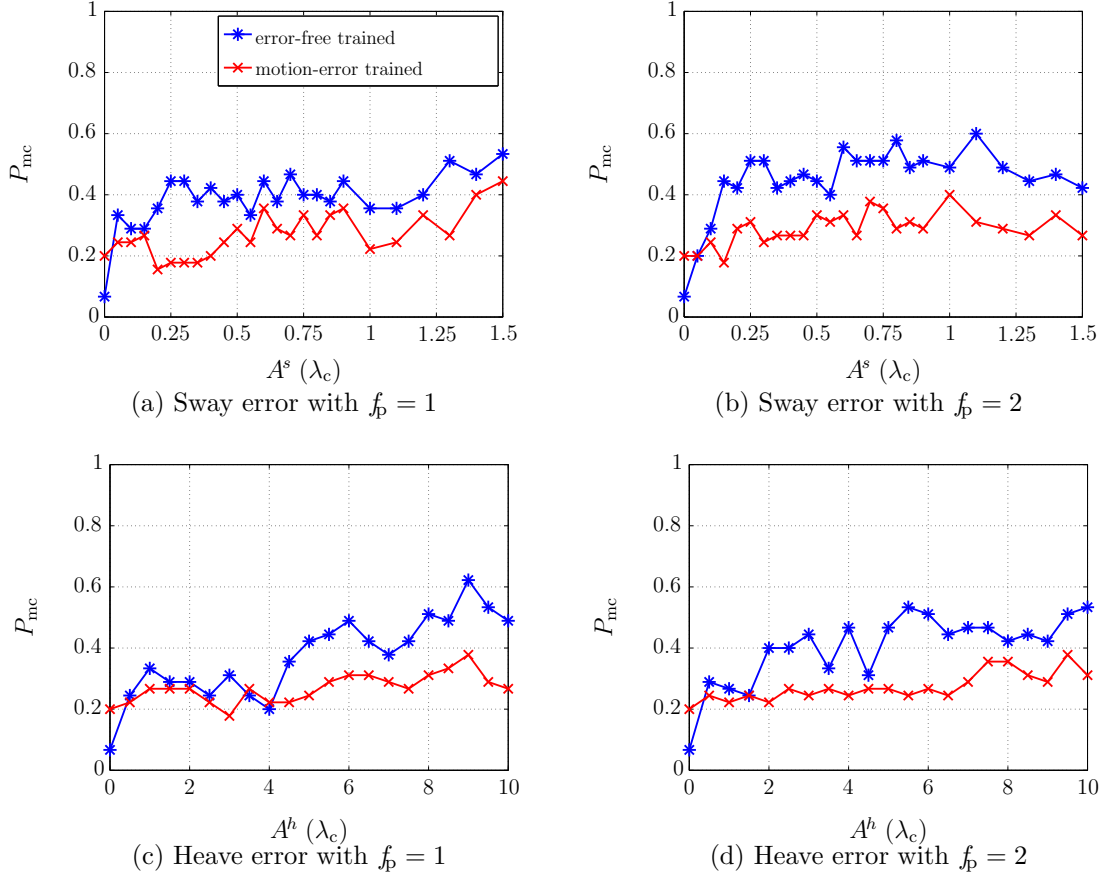 1
0.8
0.6
0.4
0.2
0
P_mc
error-free trained
motion-error trained
0 0.25 0.5 0.75 1 1.25 1.5
A^s (λ_c)
(a) Sway error with f_p = 1
1
0.8
0.6
0.4
0.2
0
P_mc
0 0.25 0.5 0.75 1 1.25 1.5
A^s (λ_c)
(b) Sway error with f_p = 2
1
0.8
0.6
0.4
0.2
0
P_mc
0 2 4 6 8 10
A^h (λ_c)
(c) Heave error with f_p = 1
1
0.8
0.6
0.4
0.2
0
P_mc
0 2 4 6 8 10
A^h (λ_c)
(d) Heave error with f_p = 2